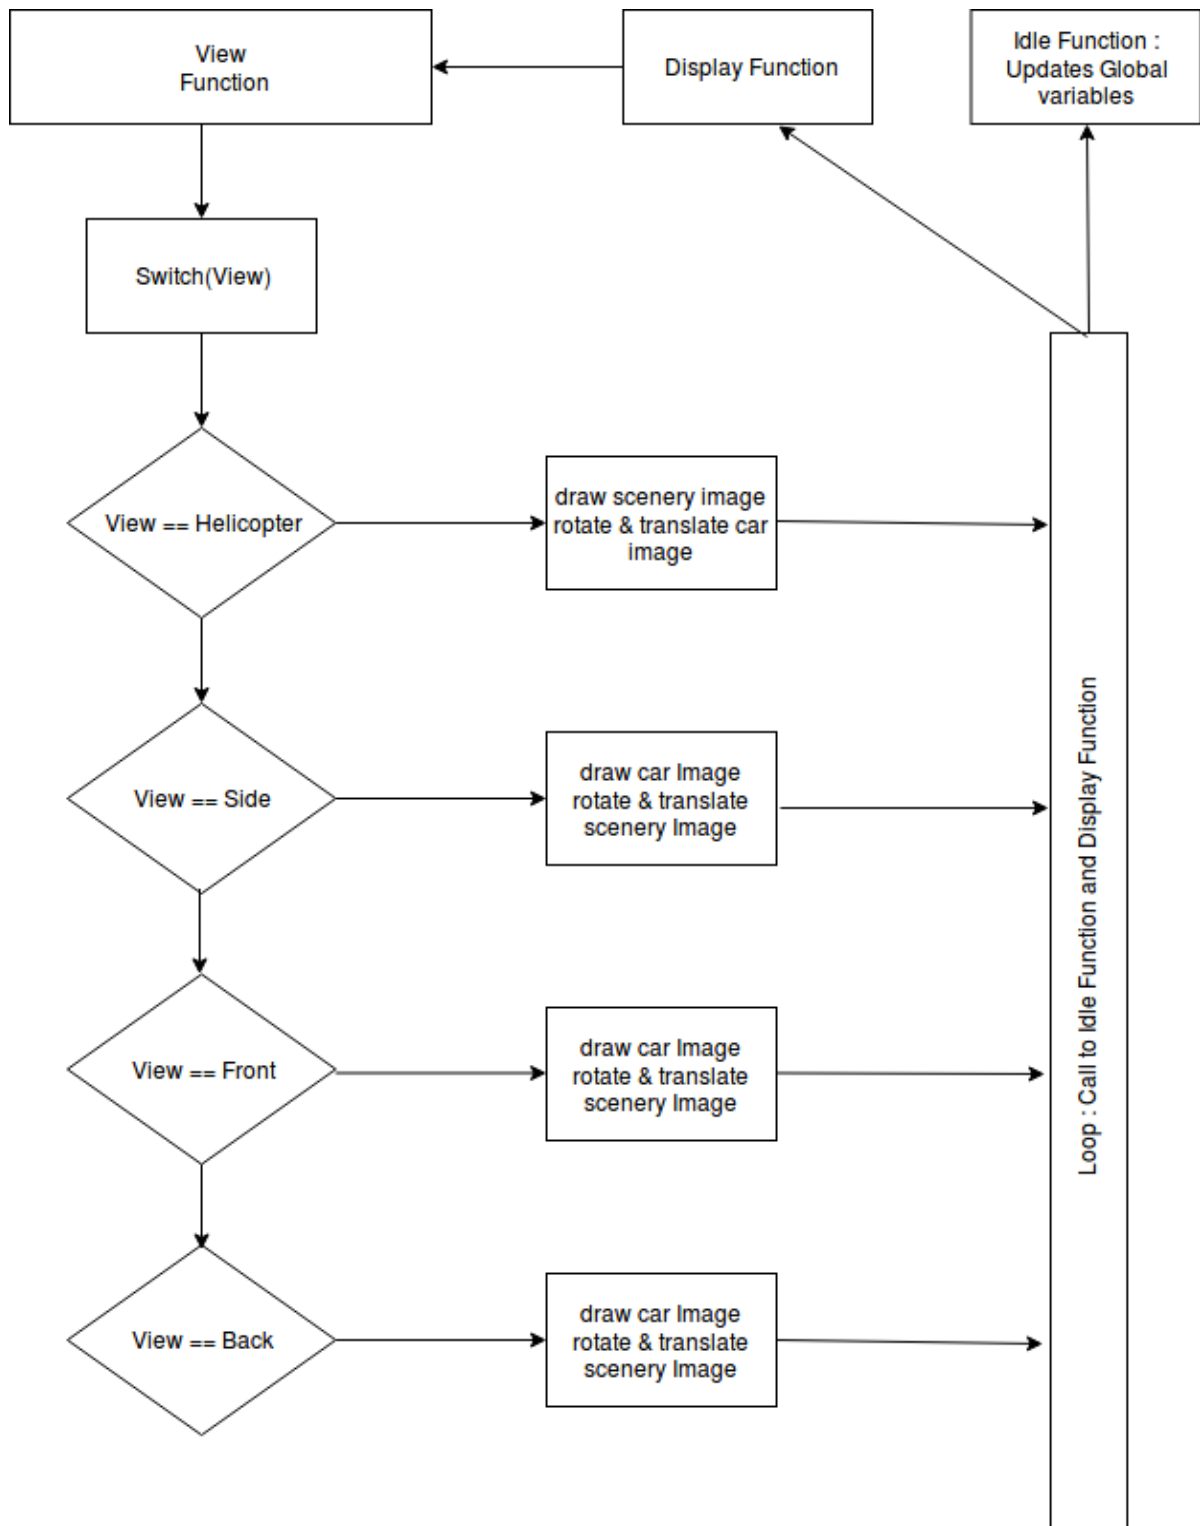 View
Function
Display Function
Idle Function :
Updates Global
variables
Switch(View)
View == Helicopter
draw scenery image
rotate & translate car
image
View == Side
draw car Image
rotate & translate
scenery Image
View == Front
draw car Image
rotate & translate
scenery Image
View == Back
draw car Image
rotate & translate
scenery Image
Loop : Call to Idle Function and Display Function